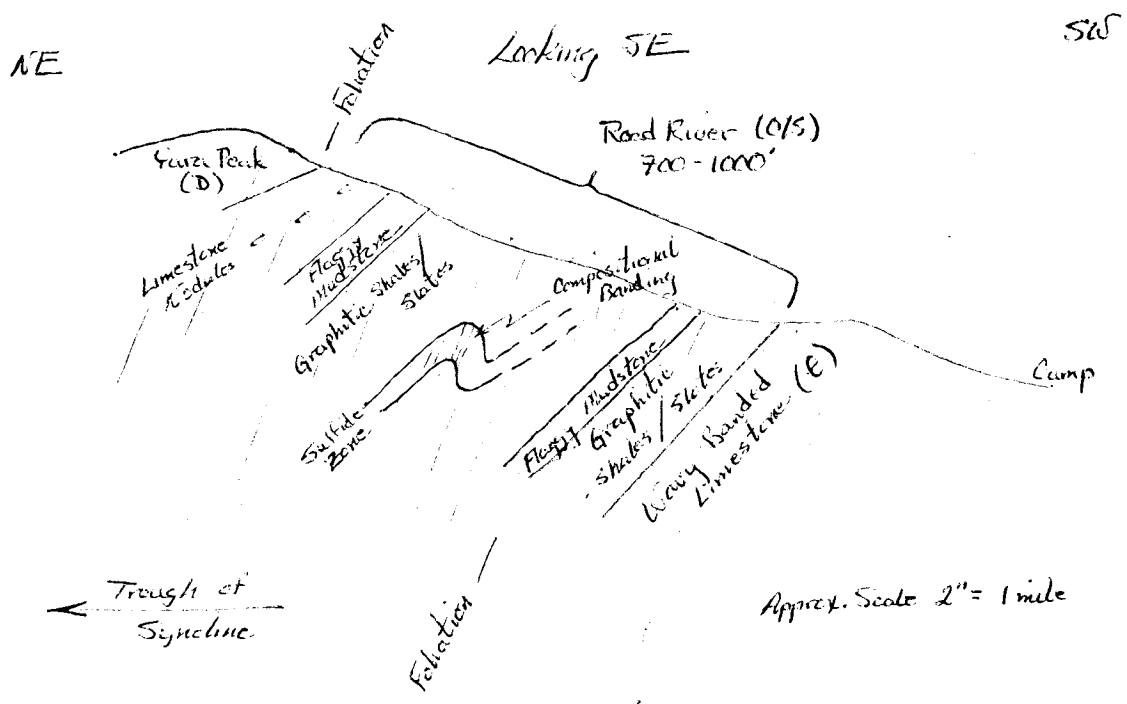 NE
Looking SE
SW
Foliation
Road River (O/S)
700-1000'
Peak
(D)
Limestone
Nodules
Flaggy
Mudstone
Graphitic Shales/
Slates
Compositional
Banding
Sulfide
Zone
Flaggy Mudstone
Graphitic
Shales / Slates
Wavy Banded
Limestone (Є)
Camp
Trough of
Syncline
Approx. Scale 2" = 1 mile
Foliation